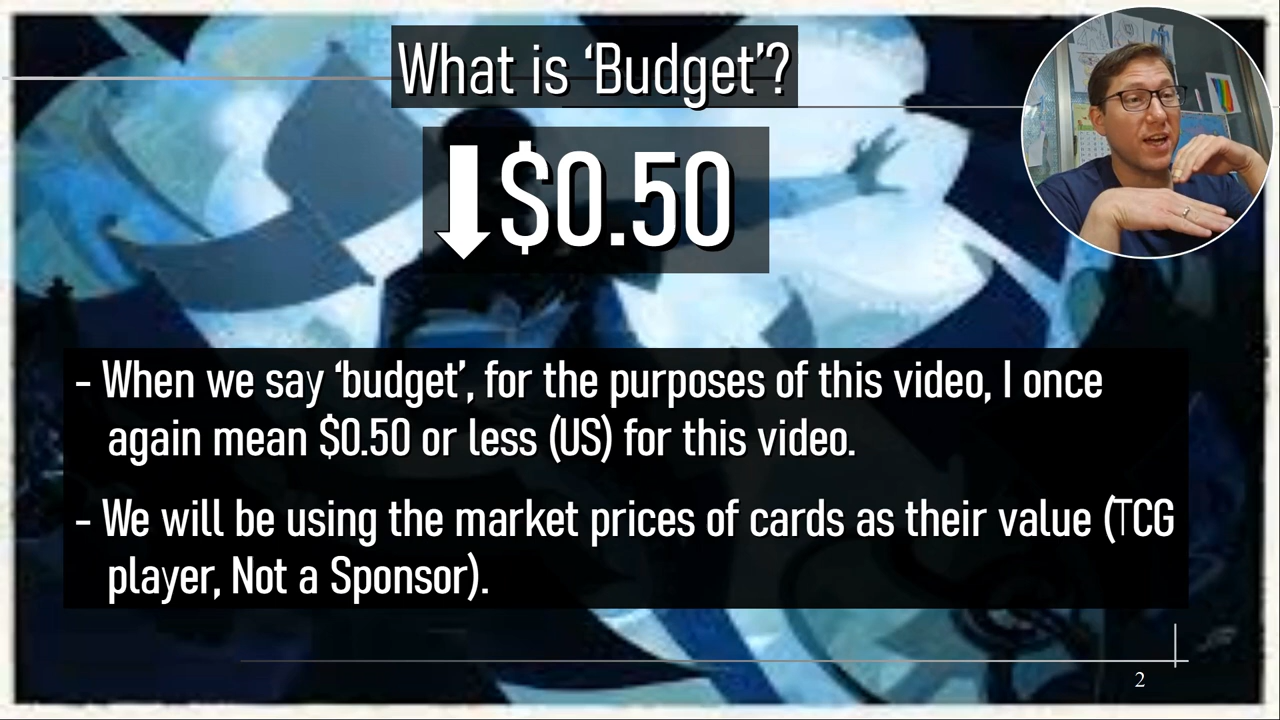 What is ‘Budget’?
$0.50
- When we say ‘budget’, for the purposes of this video, I once
again mean $0.50 or less (US) for this video.
- We will be using the market prices of cards as their value (TCG
player, Not a Sponsor).
2